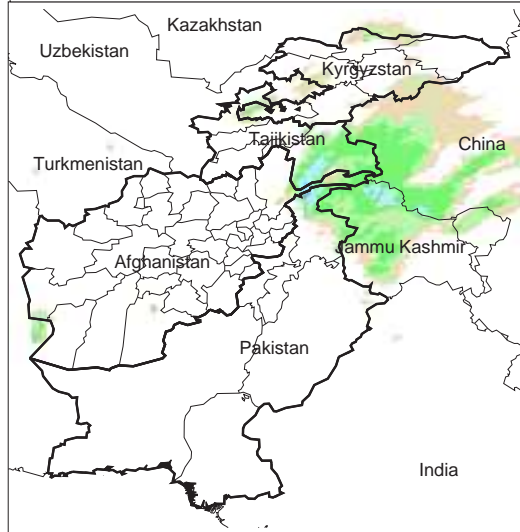 Kazakhstan
Uzbekistan
Kyrgyzstan
Tajikistan
China
Turkmenistan
Jammu Kashmir
Afghanistan
Pakistan
India